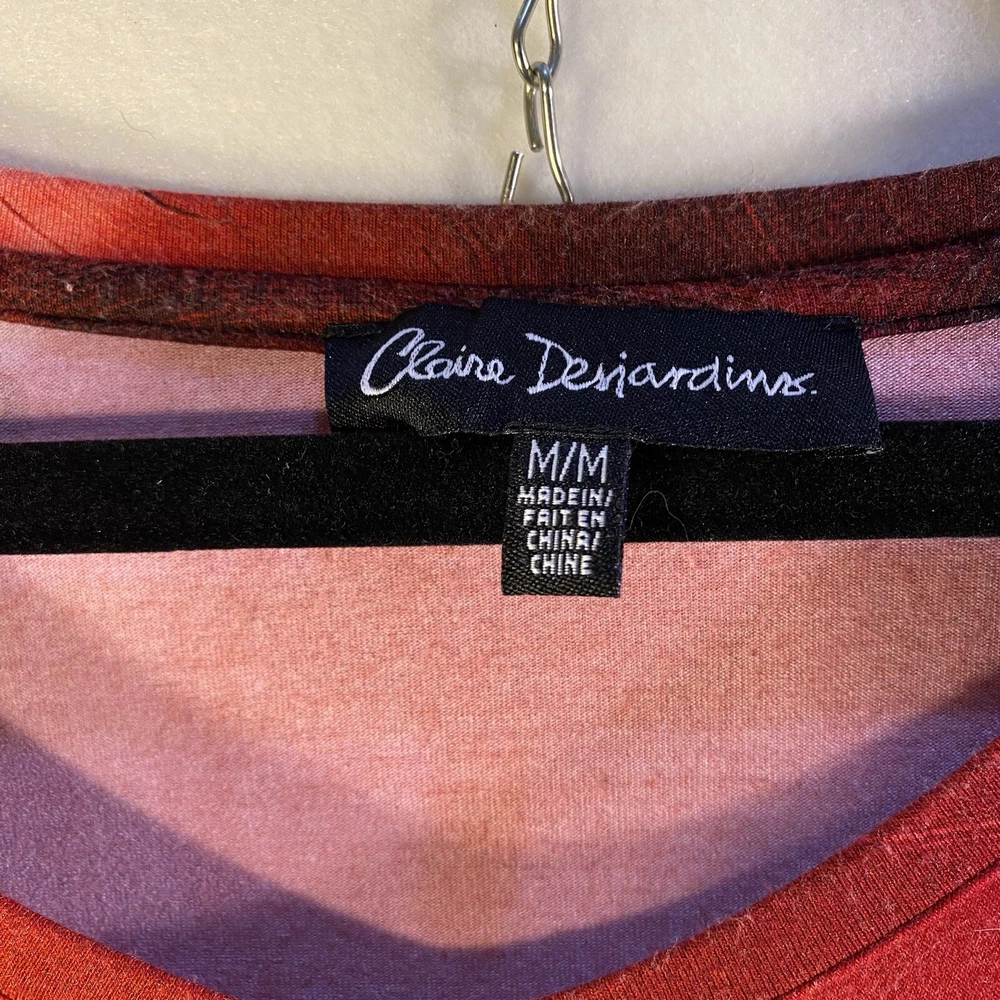 Claire Desjardins.
M/M
MADE IN/
FAIT EN
CHINA/
CHINE